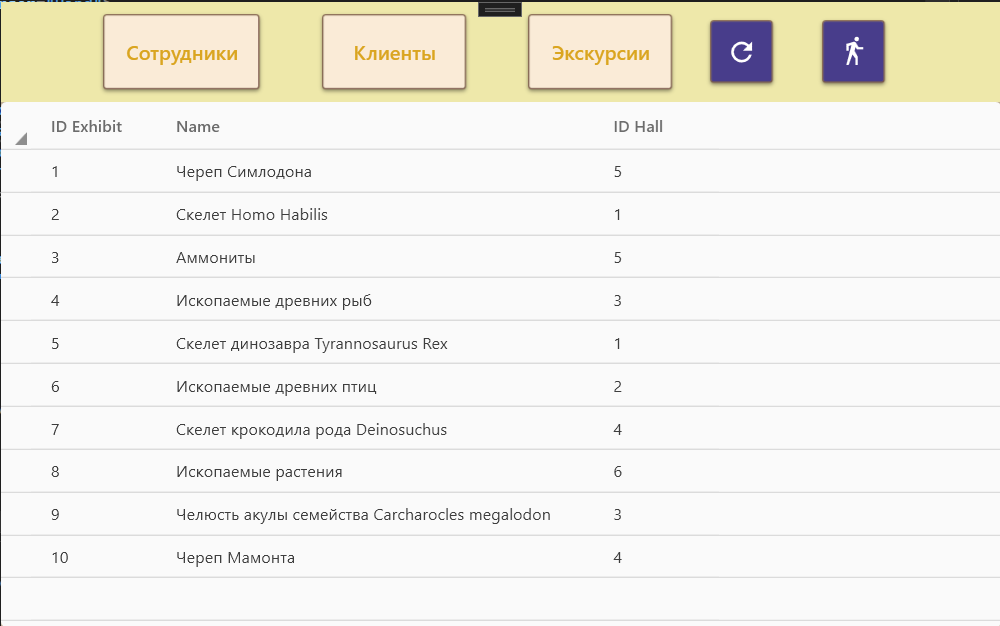 Сотрудники Клиенты Экскурсии
ID Exhibit Name ID Hall
1 Череп Симлодона 5
2 Скелет Homo Habilis 1
3 Аммониты 5
4 Ископаемые древних рыб 3
5 Скелет динозавра Tyrannosaurus Rex 1
6 Ископаемые древних птиц 2
7 Скелет крокодила рода Deinosuchus 4
8 Ископаемые растения 6
9 Челюсть акулы семейства Carcharocles megalodon 3
10 Череп Мамонта 4